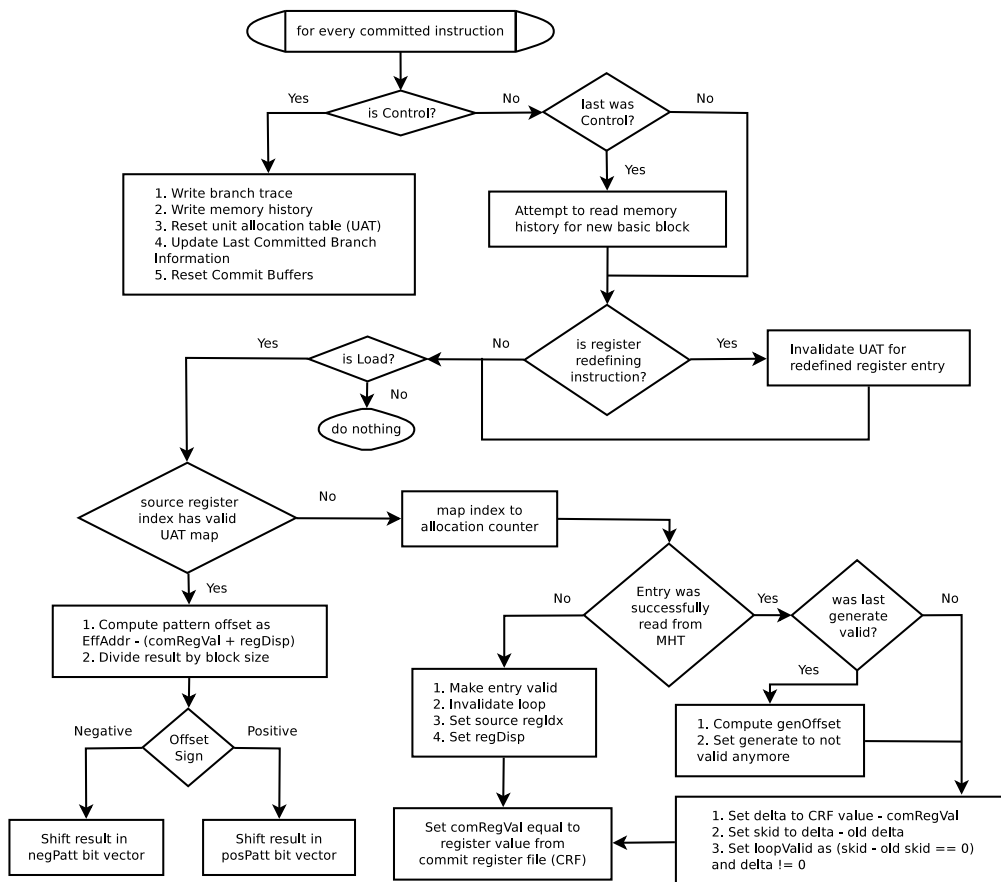 for every committed instruction
is Control?
Yes
No
last was
Control?
No
Yes
1. Write branch trace
2. Write memory history
3. Reset unit allocation table (UAT)
4. Update Last Committed Branch
Information
5. Reset Commit Buffers
Attempt to read memory
history for new basic block
is register
redefining
instruction?
No
Yes
Invalidate UAT for
redefined register entry
is Load?
Yes
No
do nothing
source register
index has valid
UAT map
No
map index to
allocation counter
Yes
Entry was
successfully
read from
MHT
No
Yes
was last
generate
valid?
No
Yes
1. Compute pattern offset as
EffAddr - (comRegVal + regDisp)
2. Divide result by block size
1. Make entry valid
2. Invalidate loop
3. Set source regIdx
4. Set regDisp
1. Compute genOffset
2. Set generate to not
valid anymore
Negative
Offset
Sign
Positive
Shift result in
negPatt bit vector
Shift result in
posPatt bit vector
Set comRegVal equal to
register value from
commit register file (CRF)
1. Set delta to CRF value - comRegVal
2. Set skid to delta - old delta
3. Set loopValid as (skid - old skid == 0)
and delta != 0